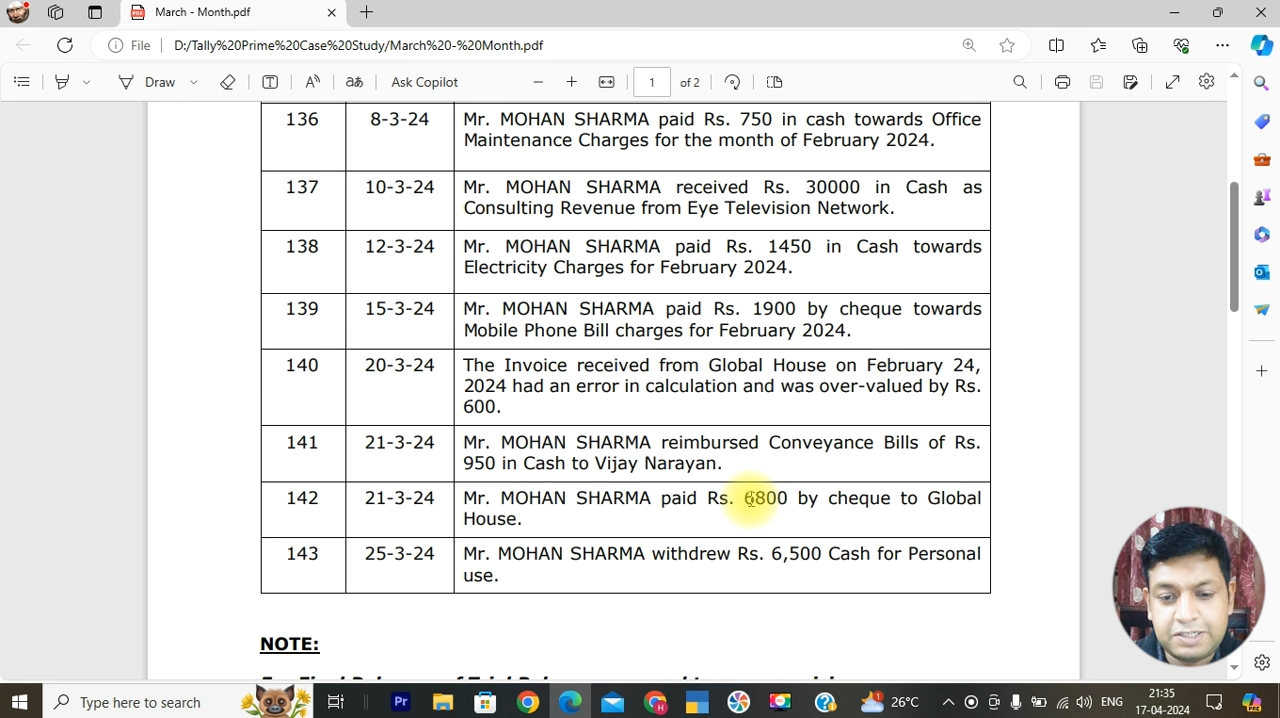 March - Month.pdf
File
D:/Tally%20Prime%20Case%20Study/March%20-%20Month.pdf
Draw
Ask Copilot
1
of 2
136
8-3-24
Mr. MOHAN SHARMA paid Rs. 750 in cash towards Office
Maintenance Charges for the month of February 2024.
137
10-3-24
Mr. MOHAN SHARMA received Rs. 30000 in Cash as
Consulting Revenue from Eye Television Network.
138
12-3-24
Mr. MOHAN SHARMA paid Rs. 1450 in Cash towards
Electricity Charges for February 2024.
139
15-3-24
Mr. MOHAN SHARMA paid Rs. 1900 by cheque towards
Mobile Phone Bill charges for February 2024.
140
20-3-24
The Invoice received from Global House on February 24,
2024 had an error in calculation and was over-valued by Rs.
600.
141
21-3-24
Mr. MOHAN SHARMA reimbursed Conveyance Bills of Rs.
950 in Cash to Vijay Narayan.
142
21-3-24
Mr. MOHAN SHARMA paid Rs. 6800 by cheque to Global
House.
143
25-3-24
Mr. MOHAN SHARMA withdrew Rs. 6,500 Cash for Personal
use.
NOTE:
Type here to search
26°C
ENG
21:35
17-04-2024